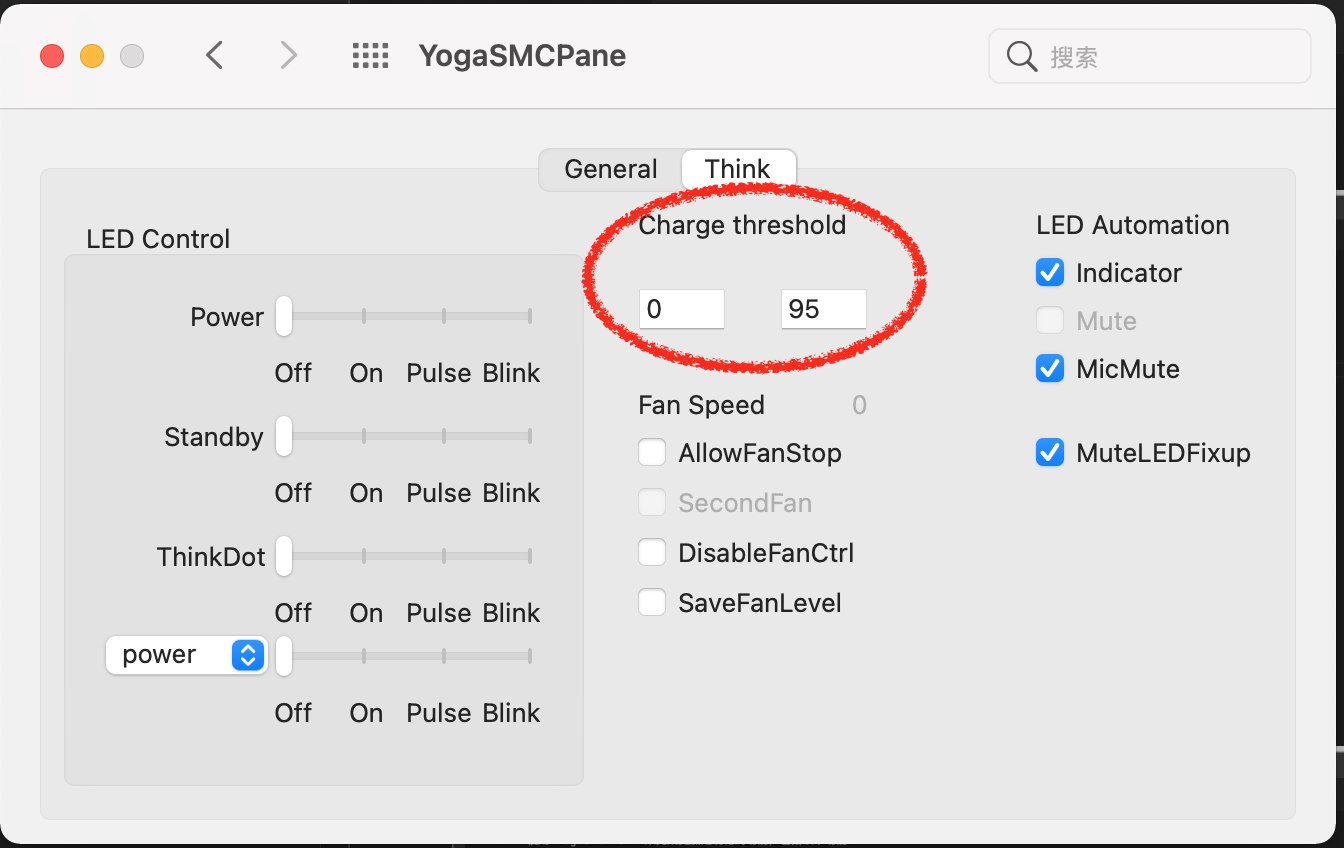 YogaSMCPane
搜索
General
Think
LED Control
Power
Off On Pulse Blink
Standby
Off On Pulse Blink
ThinkDot
Off On Pulse Blink
power
Off On Pulse Blink
Charge threshold
0
95
Fan Speed 0
AllowFanStop
SecondFan
DisableFanCtrl
SaveFanLevel
LED Automation
Indicator
Mute
MicMute
MuteLEDFixup